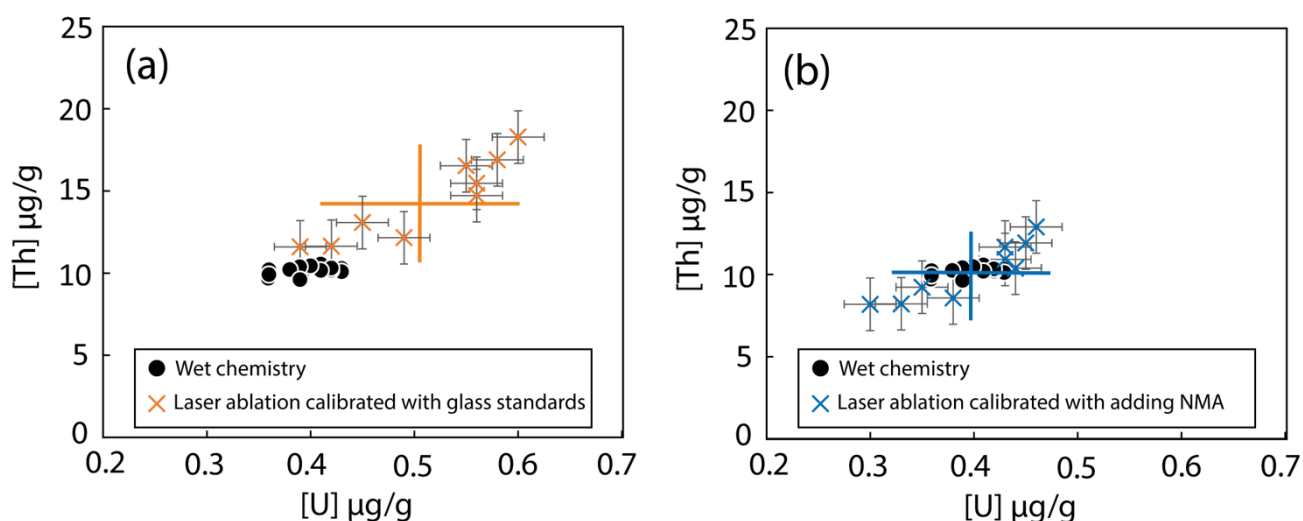 (a)
25
20
15
10
5
0
[Th] µg/g
Wet chemistry
Laser ablation calibrated with glass standards
0.2 0.3 0.4 0.5 0.6 0.7
[U] µg/g
(b)
25
20
15
10
5
0
[Th] µg/g
Wet chemistry
Laser ablation calibrated with adding NMA
0.2 0.3 0.4 0.5 0.6 0.7
[U] µg/g